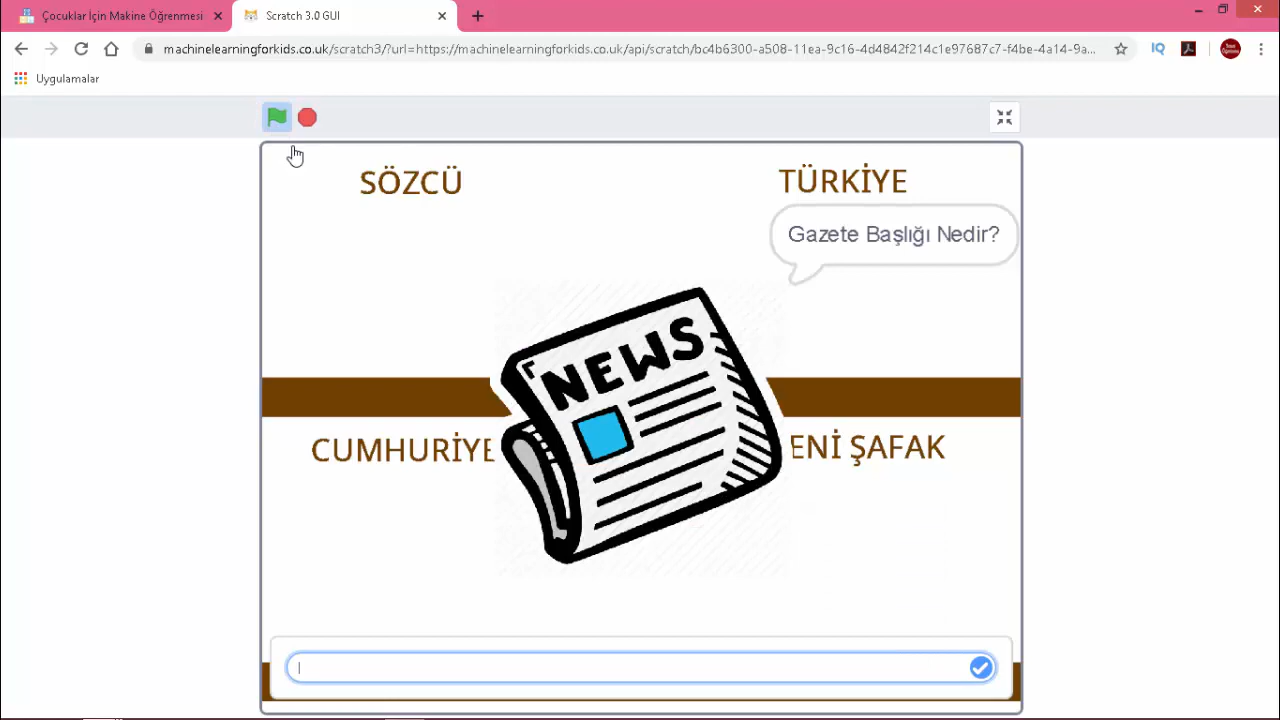 Çocuklar İçin Makine Öğrenmesi
Scratch 3.0 GUI
machinelearningforkids.co.uk/scratch3/?url=https://machinelearningforkids.co.uk/api/scratch/bc4b6300-a508-11ea-9c16-4d4842f214c1e97687c7-f4be-4a14-9a...
IQ
Uygulamalar
SÖZCÜ
TÜRKİYE
Gazete Başlığı Nedir?
NEWS
CUMHURİYE
ENİ ŞAFAK